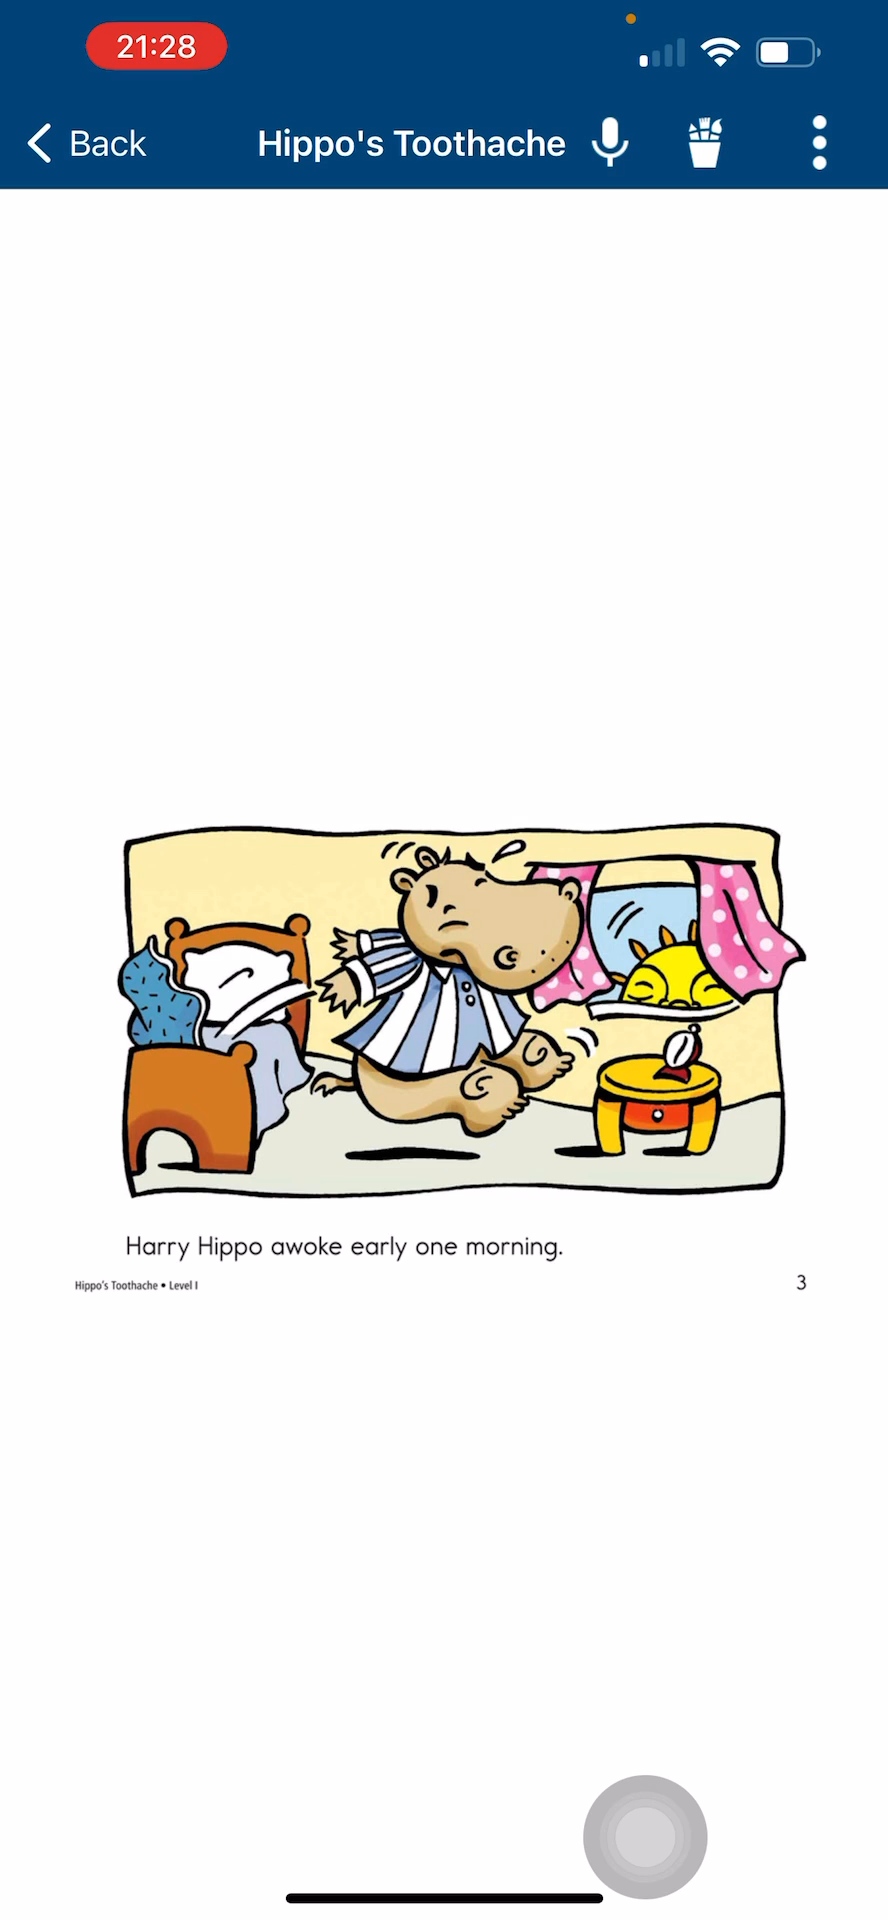 21:28
Back
Hippo's Toothache
Harry Hippo awoke early one morning.
Hippo's Toothache • Level I
3